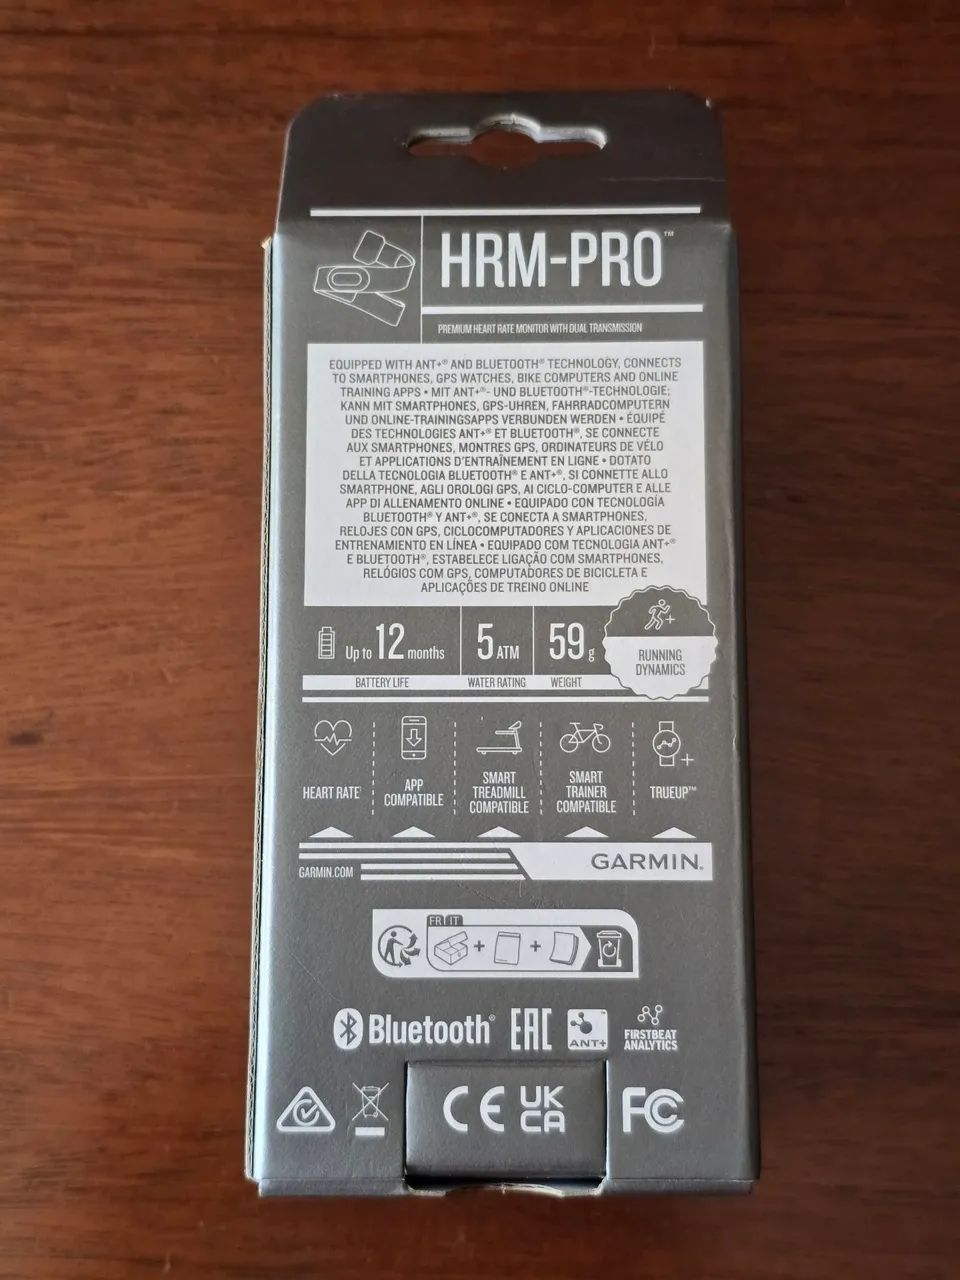 HRM-PRO™
PREMIUM HEART RATE MONITOR WITH DUAL TRANSMISSION
EQUIPPED WITH ANT+® AND BLUETOOTH® TECHNOLOGY, CONNECTS
TO SMARTPHONES, GPS WATCHES, BIKE COMPUTERS AND ONLINE
TRAINING APPS • MIT ANT+®- UND BLUETOOTH®-TECHNOLOGIE;
KANN MIT SMARTPHONES, GPS-UHREN, FAHRRADCOMPUTERN
UND ONLINE-TRAININGSAPPS VERBUNDEN WERDEN • ÉQUIPÉ
DES TECHNOLOGIES ANT+® ET BLUETOOTH®, SE CONNECTE
AUX SMARTPHONES, MONTRES GPS, ORDINATEURS DE VÉLO
ET APPLICATIONS D'ENTRAÎNEMENT EN LIGNE • DOTATO
DELLA TECNOLOGIA BLUETOOTH® E ANT+®, SI CONNETTE ALLO
SMARTPHONE, AGLI OROLOGI GPS, AI CICLO-COMPUTER E ALLE
APP DI ALLENAMENTO ONLINE • EQUIPADO CON TECNOLOGÍA
BLUETOOTH® Y ANT+®, SE CONECTA A SMARTPHONES,
RELOJES CON GPS, CICLOCOMPUTADORES Y APLICACIONES DE
ENTRENAMIENTO EN LÍNEA • EQUIPADO COM TECNOLOGIA ANT+®
E BLUETOOTH®, ESTABELECE LIGAÇÃO COM SMARTPHONES,
RELÓGIOS COM GPS, COMPUTADORES DE BICICLETA E
APLICAÇÕES DE TREINO ONLINE
Up to 12 months
BATTERY LIFE
5 ATM
WATER RATING
59 g
WEIGHT
RUNNING
DYNAMICS
HEART RATE
APP
COMPATIBLE
SMART
TREADMILL
COMPATIBLE
SMART
TRAINER
COMPATIBLE
TRUEUP™
GARMIN.COM
GARMIN®
FR IT
Bluetooth®
EAC
ANT+
FIRSTBEAT
ANALYTICS
CE
UK
CA
FC